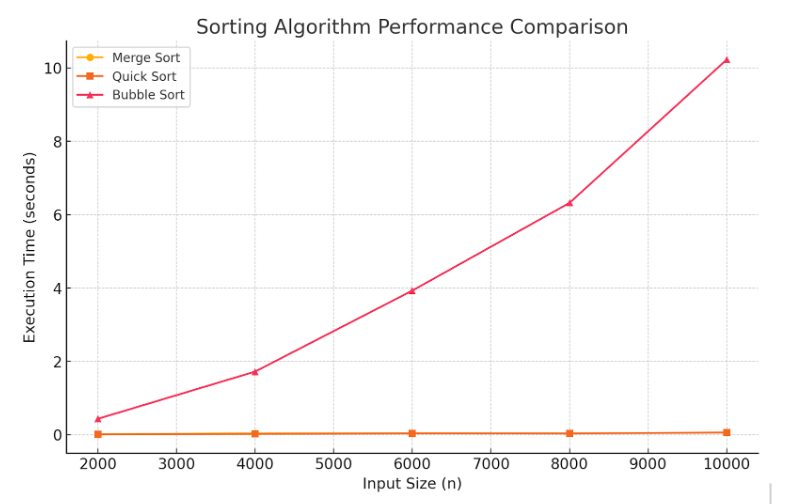 Sorting Algorithm Performance Comparison
Merge Sort
Quick Sort
Bubble Sort
Execution Time (seconds)
10
8
6
4
2
0
2000 3000 4000 5000 6000 7000 8000 9000 10000
Input Size (n)